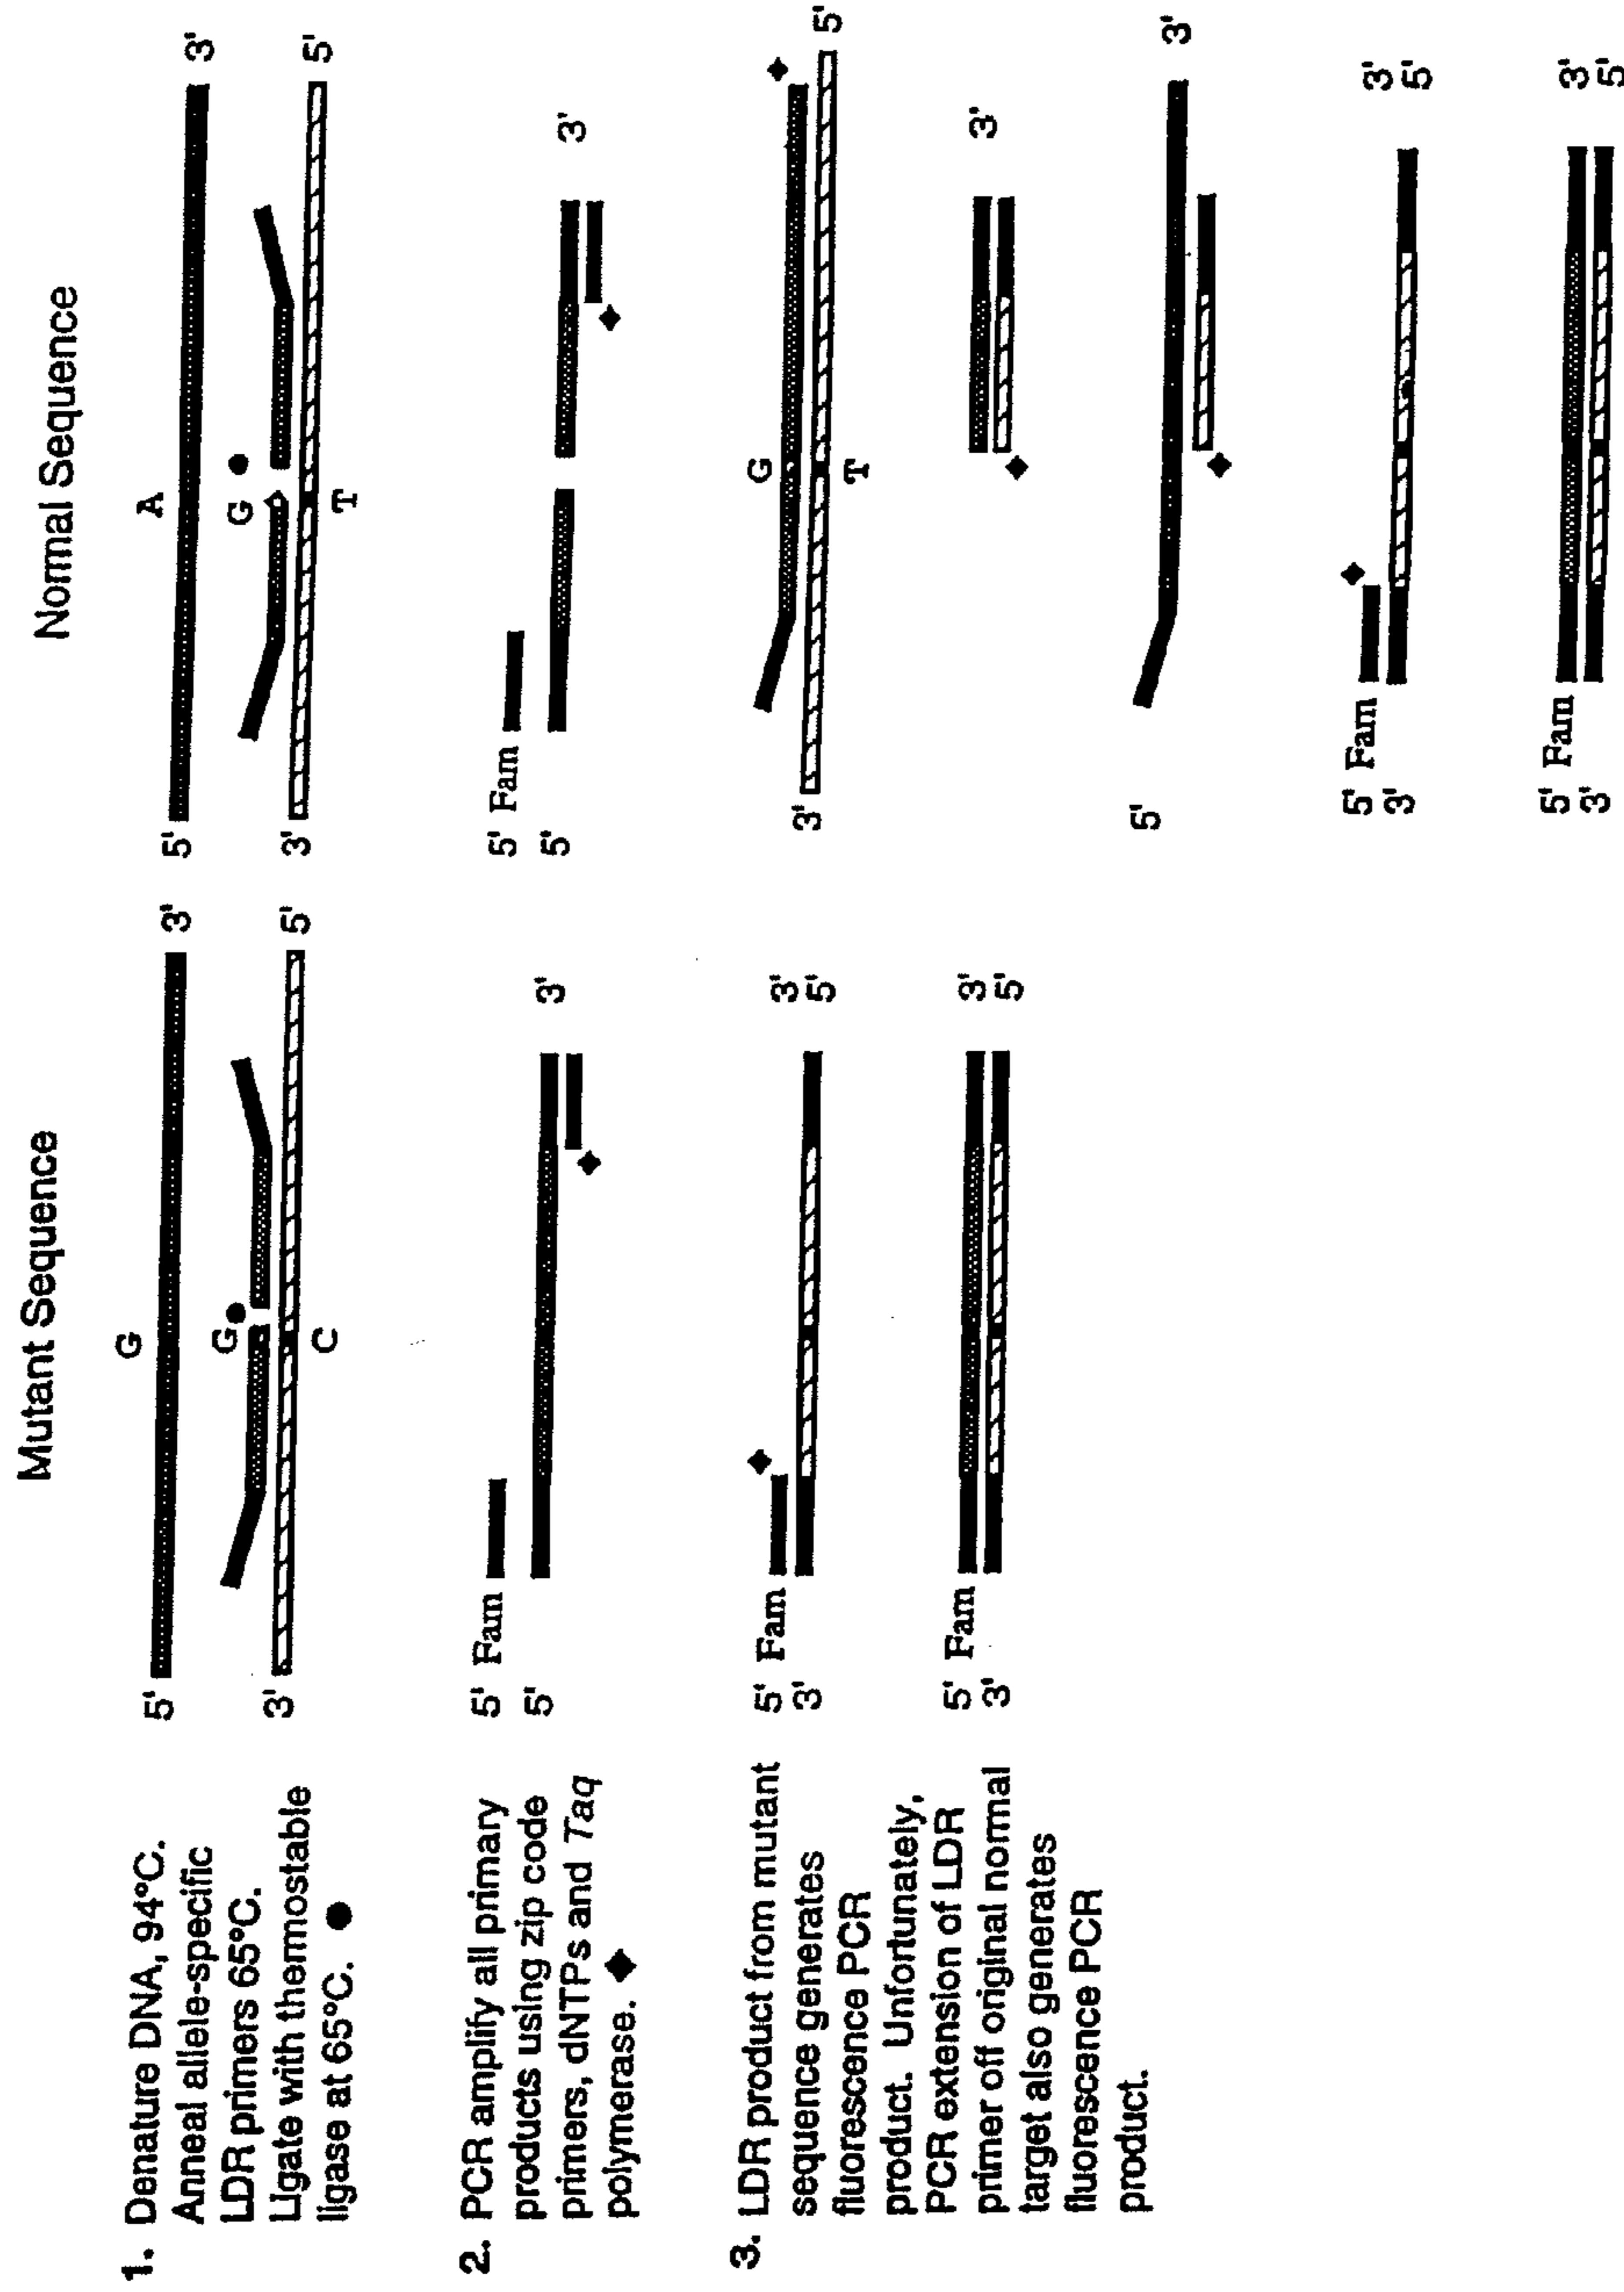 Mutant Sequence
Normal Sequence
1. Denature DNA, 94°C.
Anneal allele-specific
LDR primers 65°C.
Ligate with thermostable
ligase at 65°C.
5' 3'
G
G
C
3' 5'
5' 3'
A
G
T
3' 5'
2. PCR amplify all primary
products using zip code
primers, dNTPs and Taq
polymerase.
5' Fam
5' 3'
5' Fam
5' 3'
3. LDR product from mutant
sequence generates
fluorescence PCR
product. Unfortunately,
PCR extension of LDR
primer off original normal
target also generates
fluorescence PCR
product.
5' Fam 3'
3' 5'
5' Fam 3'
3' 5'
G
T
3' 5'
3'
5' 3'
5' Fam 3'
3' 5'
5' Fam 3'
3' 5'